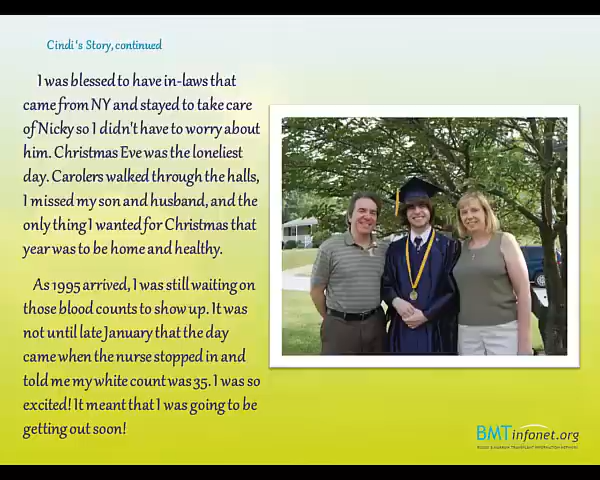 Cindi's Story, continued
I was blessed to have in-laws that
came from NY and stayed to take care
of Nicky so I didn't have to worry about
him. Christmas Eve was the loneliest
day. Carolers walked through the halls,
I missed my son and husband, and the
only thing I wanted for Christmas that
year was to be home and healthy.
As 1995 arrived, I was still waiting on
those blood counts to show up. It was
not until late January that the day
came when the nurse stopped in and
told me my white count was 35. I was so
excited! It meant that I was going to be
getting out soon!
BMTinfonet.org
BLOOD & MARROW TRANSPLANT INFORMATION NETWORK